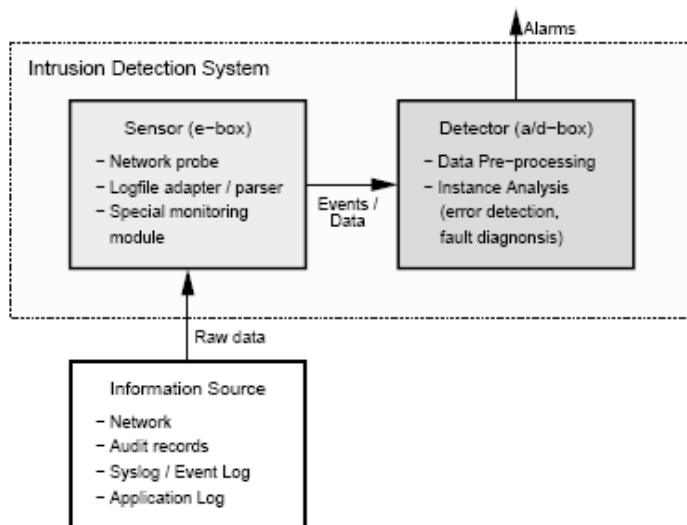 Alarms
Intrusion Detection System
Sensor (e-box)
- Network probe
- Logfile adapter / parser
- Special monitoring
module
Events /
Data
Detector (a/d-box)
- Data Pre-processing
- Instance Analysis
(error detection,
fault diagnonsis)
Raw data
Information Source
- Network
- Audit records
- Syslog / Event Log
- Application Log